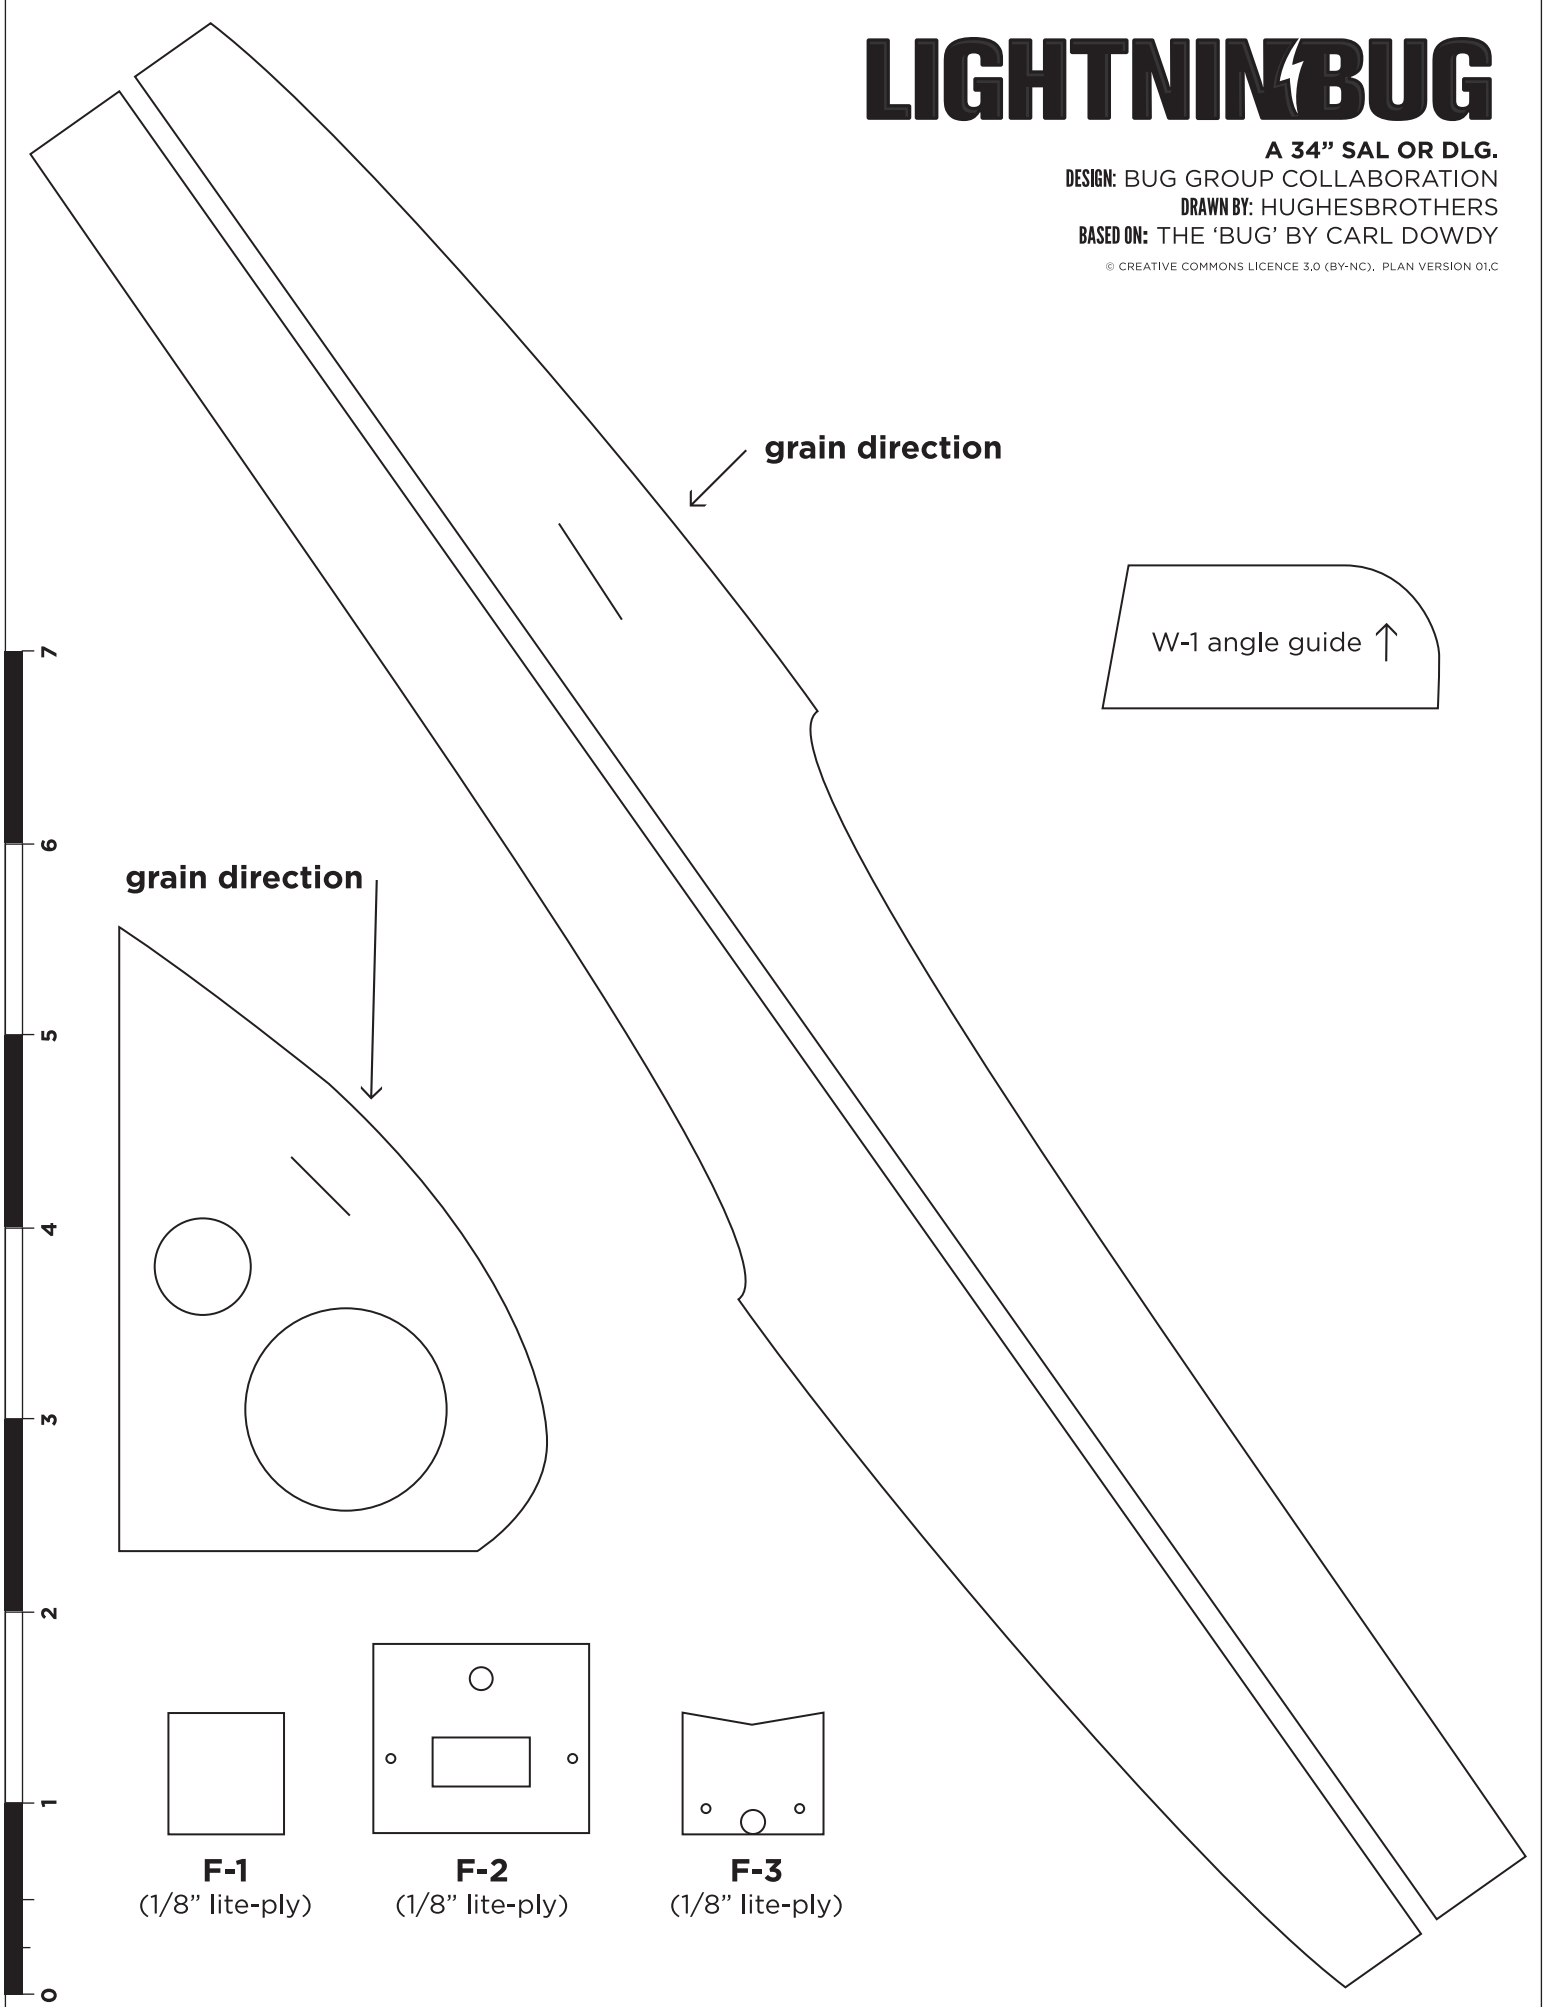 LIGHTNIN BUG
A 34” SAL OR DLG.
DESIGN: BUG GROUP COLLABORATION
DRAWN BY: HUGHESBROTHERS
BASED ON: THE ‘BUG’ BY CARL DOWDY
© CREATIVE COMMONS LICENCE 3.0 (BY-NC). PLAN VERSION 01.C
grain direction
W-1 angle guide
7
6
grain direction
5
4
3
2
1
F-1
(1/8” lite-ply)
F-2
(1/8” lite-ply)
F-3
(1/8” lite-ply)
0